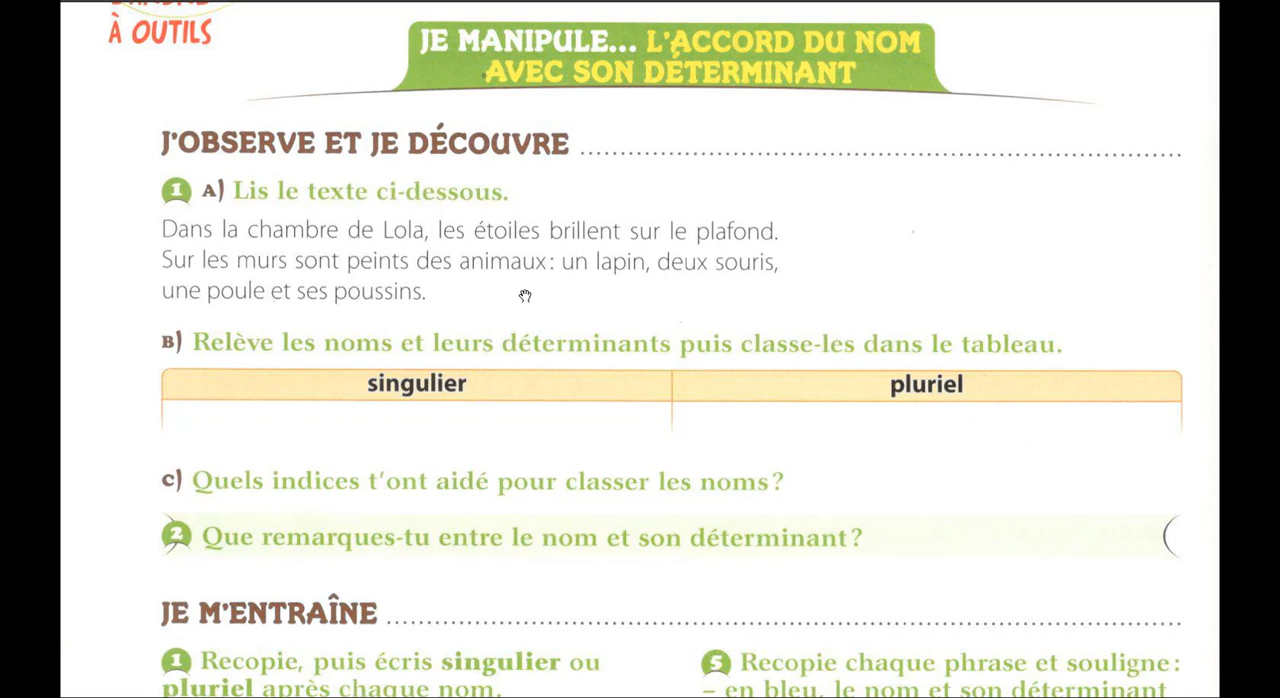 À OUTILS
JE MANIPULE... L'ACCORD DU NOM
AVEC SON DÉTERMINANT
J'OBSERVE ET JE DÉCOUVRE
1 A) Lis le texte ci-dessous.
Dans la chambre de Lola, les étoiles brillent sur le plafond.
Sur les murs sont peints des animaux : un lapin, deux souris,
une poule et ses poussins.
B) Relève les noms et leurs déterminants puis classe-les dans le tableau.
singulier pluriel
C) Quels indices t'ont aidé pour classer les noms ?
2 Que remarques-tu entre le nom et son déterminant ?
JE M'ENTRAÎNE
1 Recopie, puis écris singulier ou
pluriel après chaque nom.
5 Recopie chaque phrase et souligne :
– en bleu, le nom et son déterminant